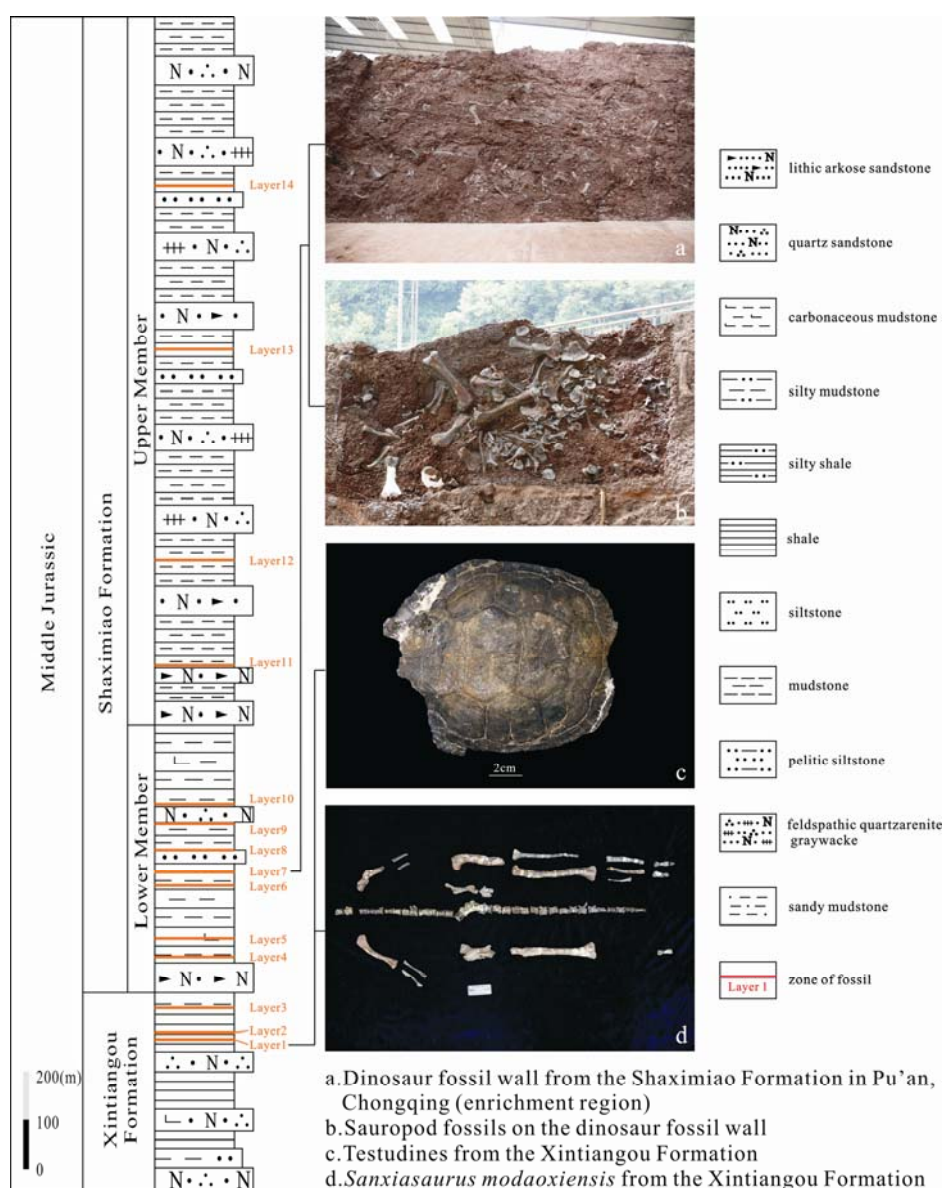 Middle Jurassic
Shaximiao Formation
Upper Member
Lower Member
Xintiangou
Formation
N N
N
Layer14
N
N
Layer13
N
N
Layer12
N
Layer11
N N
N N
Layer10
N N
Layer9
Layer8
Layer7
Layer6
Layer5
Layer4
N N
Layer3
Layer2
Layer1
N
N
N N
200(m)
100
0
a
b
2cm
c
d
N
N
lithic arkose sandstone
N
N
quartz sandstone
carbonaceous mudstone
silty mudstone
silty shale
shale
siltstone
mudstone
pelitic siltstone
N
N
feldspathic quartzarenite
graywacke
sandy mudstone
Layer 1
zone of fossil
a.Dinosaur fossil wall from the Shaximiao Formation in Pu'an,
Chongqing (enrichment region)
b.Sauropod fossils on the dinosaur fossil wall
c.Testudines from the Xintiangou Formation
d.Sanxiasaurus modaoxiensis from the Xintiangou Formation